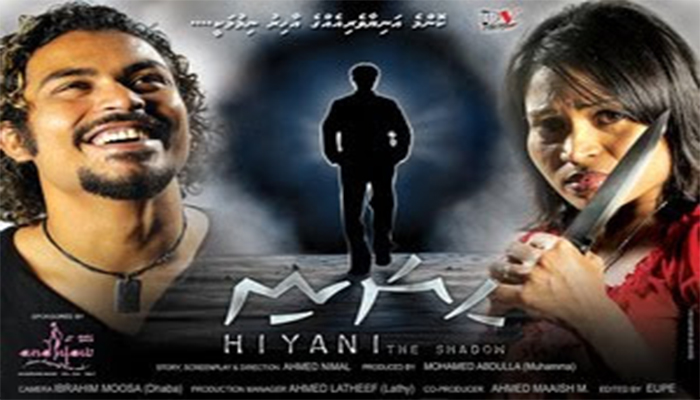 ކޮންމެ އަނިޔާވެރިއެއްގެ އާޚިރު ނިމުމަކީ....
HIYANI THE SHADOW
SPONSORED BY
STORY, SCREENPLAY & DIRECTION: AHMED NIMAL PRODUCED BY MOHAMED ABDULLA (Muhamma)
CAMERA IBRAHIM MOOSA (Dhaba) PRODUCTION MANAGER AHMED LATHEEF (Lathy) CO-PRODUCER AHMED MAAISH M. EDITED BY EUPE